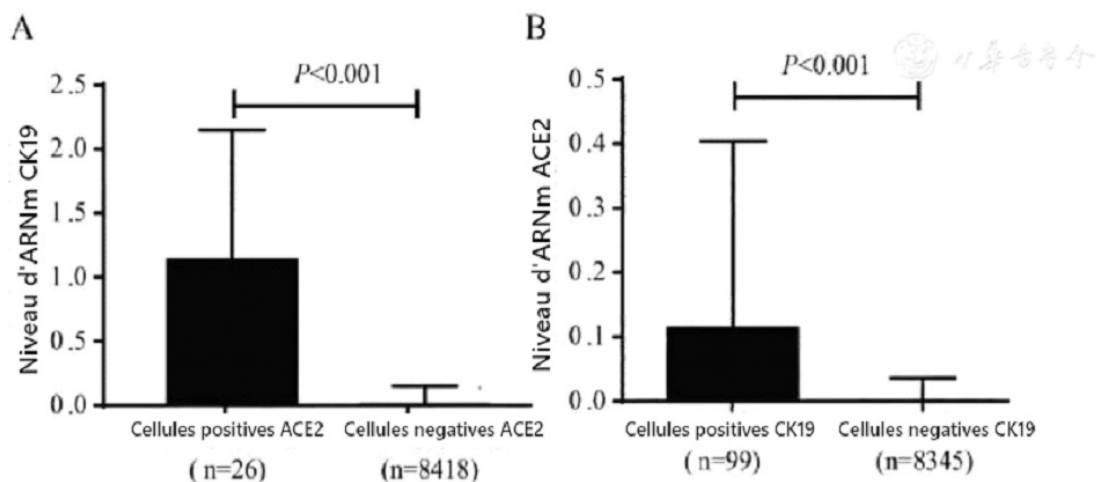 A
P<0.001
Niveau d'ARNm CK19
2.5
2.0
1.5
1.0
0.5
0.0
Cellules positives ACE2
Cellules negatives ACE2
( n=26)
(n=8418)
B
P<0.001
Niveau d'ARNm ACE2
0.5
0.4
0.3
0.2
0.1
0.0
Cellules positives CK19
Cellules negatives CK19
( n=99)
(n=8345)